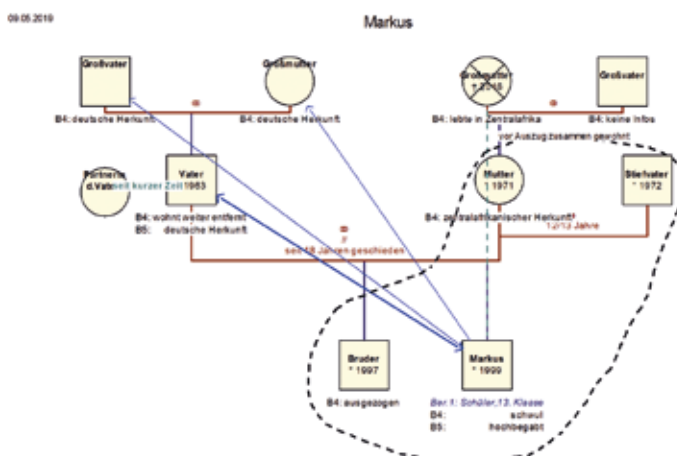 09.05.2019
Markus
Großvater
Großmutter
Großmutter
† 2018
Großvater
B4: deutsche Herkunft
B4: deutsche Herkunft
B4: lebte in Zentralafrika
B4: keine Infos
vor Auszug zusammen gewohnt
Partnerin
d.Vaters
seit kurzer Zeit
Vater
* 1963
Mutter
* 1971
Stiefvater
* 1972
B4: wohnt weiter entfernt
B5: deutsche Herkunft
B4: zentralafrikanischer Herkunft
12/13 Jahre
seit 18 Jahren geschieden
Bruder
* 1997
Markus
* 1999
B4: ausgezogen
Ber.1: Schüler,13. Klasse
B4: schwul
B5: hochbegabt